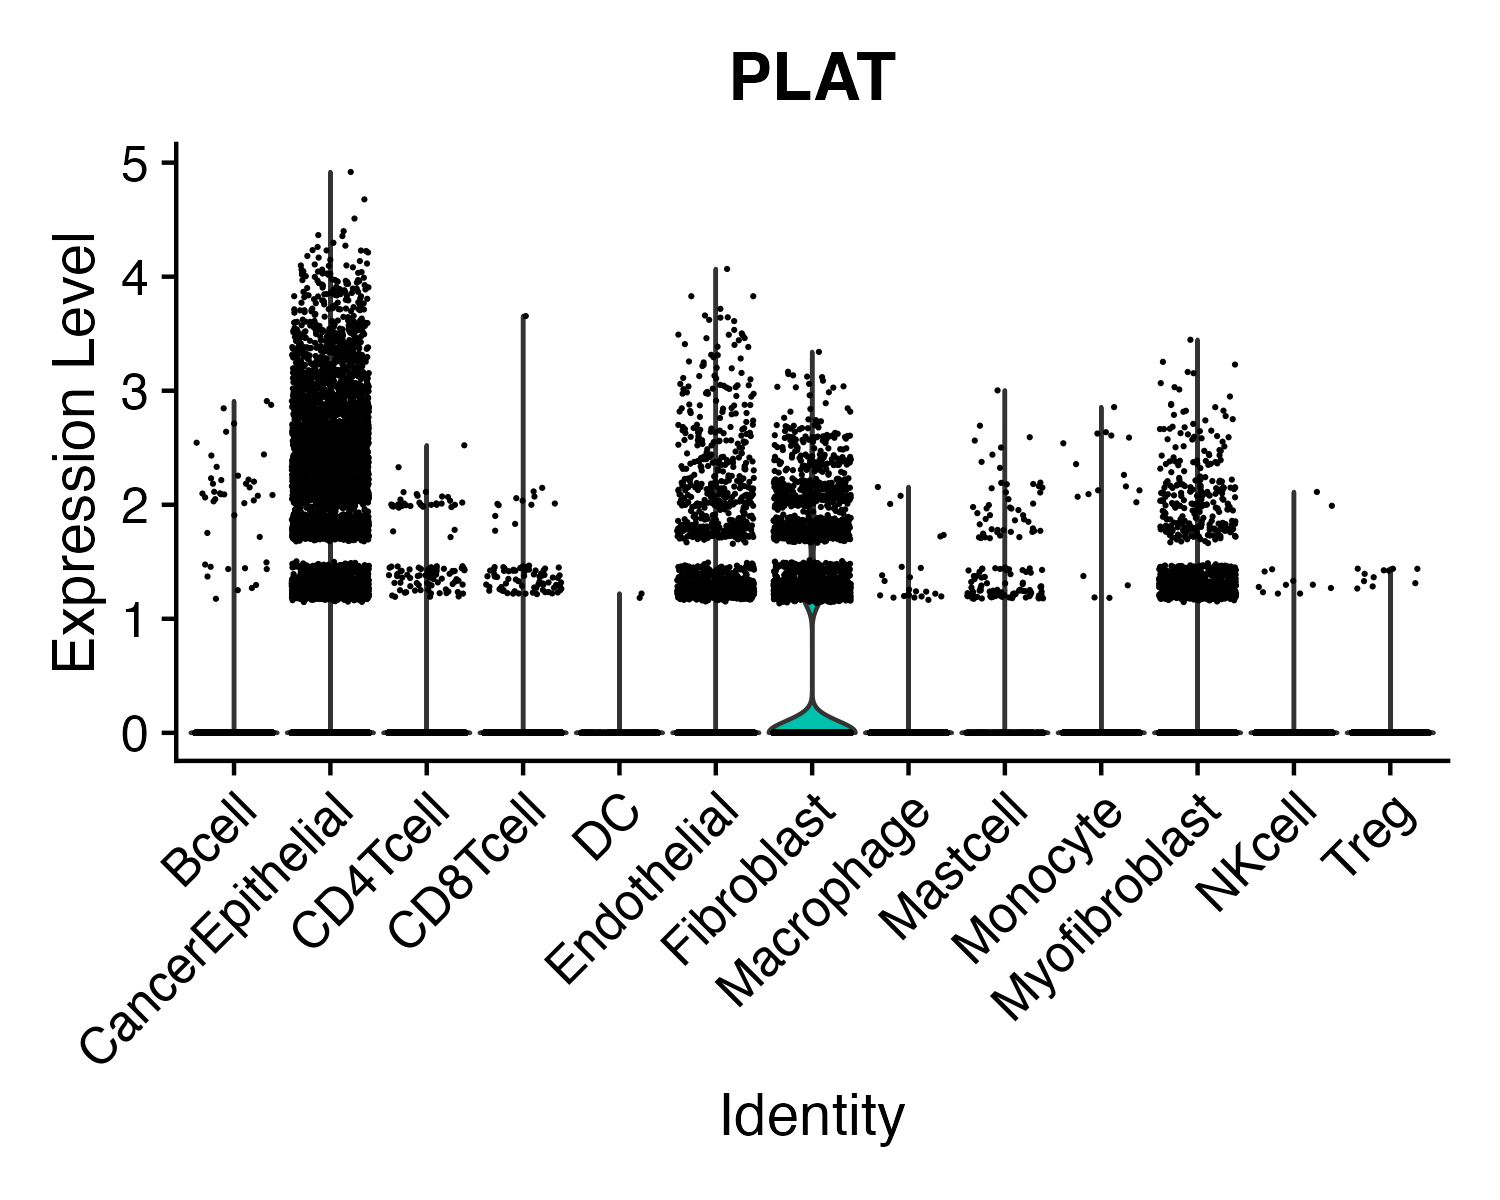 PLAT
Expression Level
5
4
3
2
1
0
Bcell
CancerEpithelial
CD4Tcell
CD8Tcell
DC
Endothelial
Fibroblast
Macrophage
Mastcell
Monocyte
Myofibroblast
NKcell
Treg
Identity